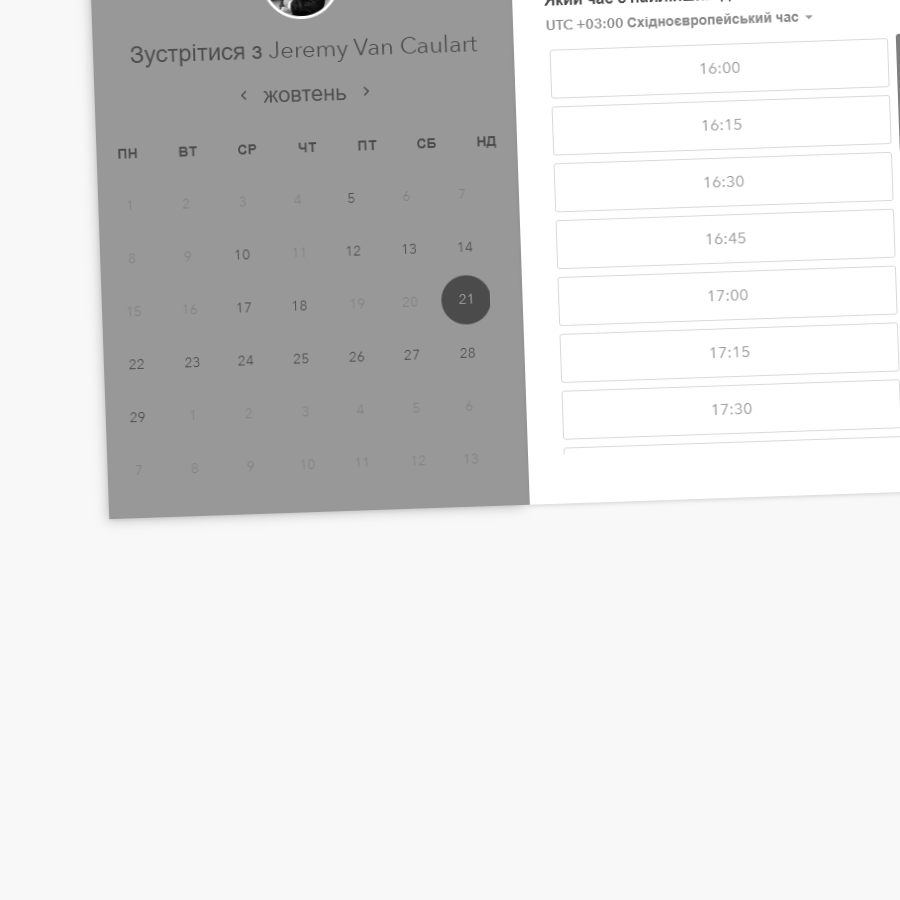 Зустрітися з Jeremy Van Caulart
‹ жовтень ›
ПН ВТ СР ЧТ ПТ СБ НД
1 2 3 4 5 6 7
8 9 10 11 12 13 14
15 16 17 18 19 20 21
22 23 24 25 26 27 28
29 1 2 3 4 5 6
7 8 9 10 11 12 13
Який час є
UTC +03:00 Східноєвропейський час
16:00
16:15
16:30
16:45
17:00
17:15
17:30